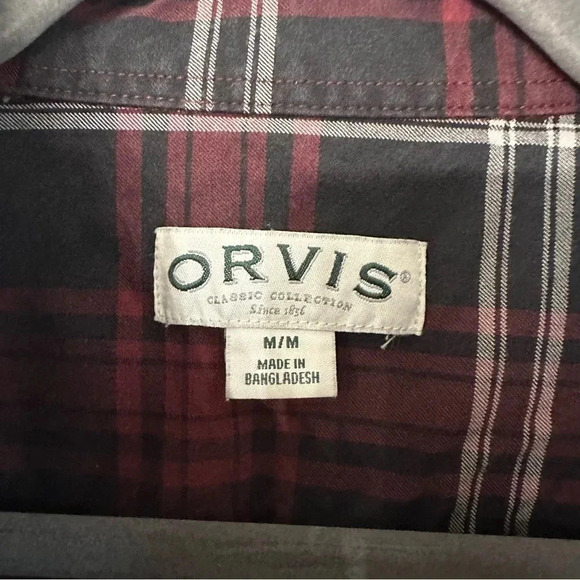 ORVIS®
CLASSIC COLLECTION
Since 1856
M/M
MADE IN
BANGLADESH